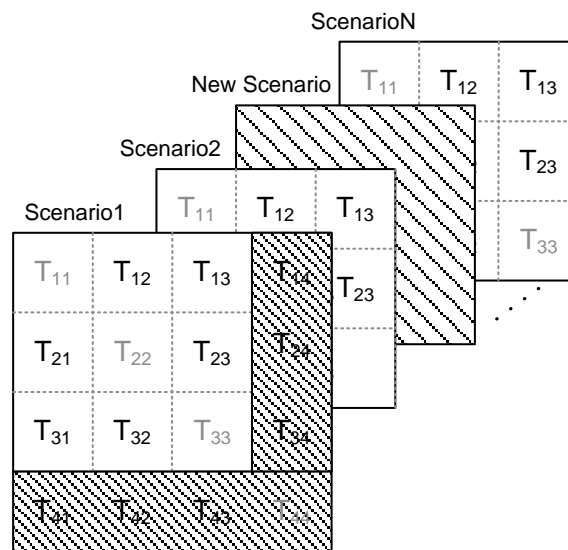 ScenarioN
T₁₁ T₁₂ T₁₃
T₂₃
T₃₃
New Scenario
Scenario2
T₁₁ T₁₂ T₁₃
T₂₃
Scenario1
T₁₁ T₁₂ T₁₃ T₁₄
T₂₁ T₂₂ T₂₃ T₂₄
T₃₁ T₃₂ T₃₃ T₃₄
T₄₁ T₄₂ T₄₃